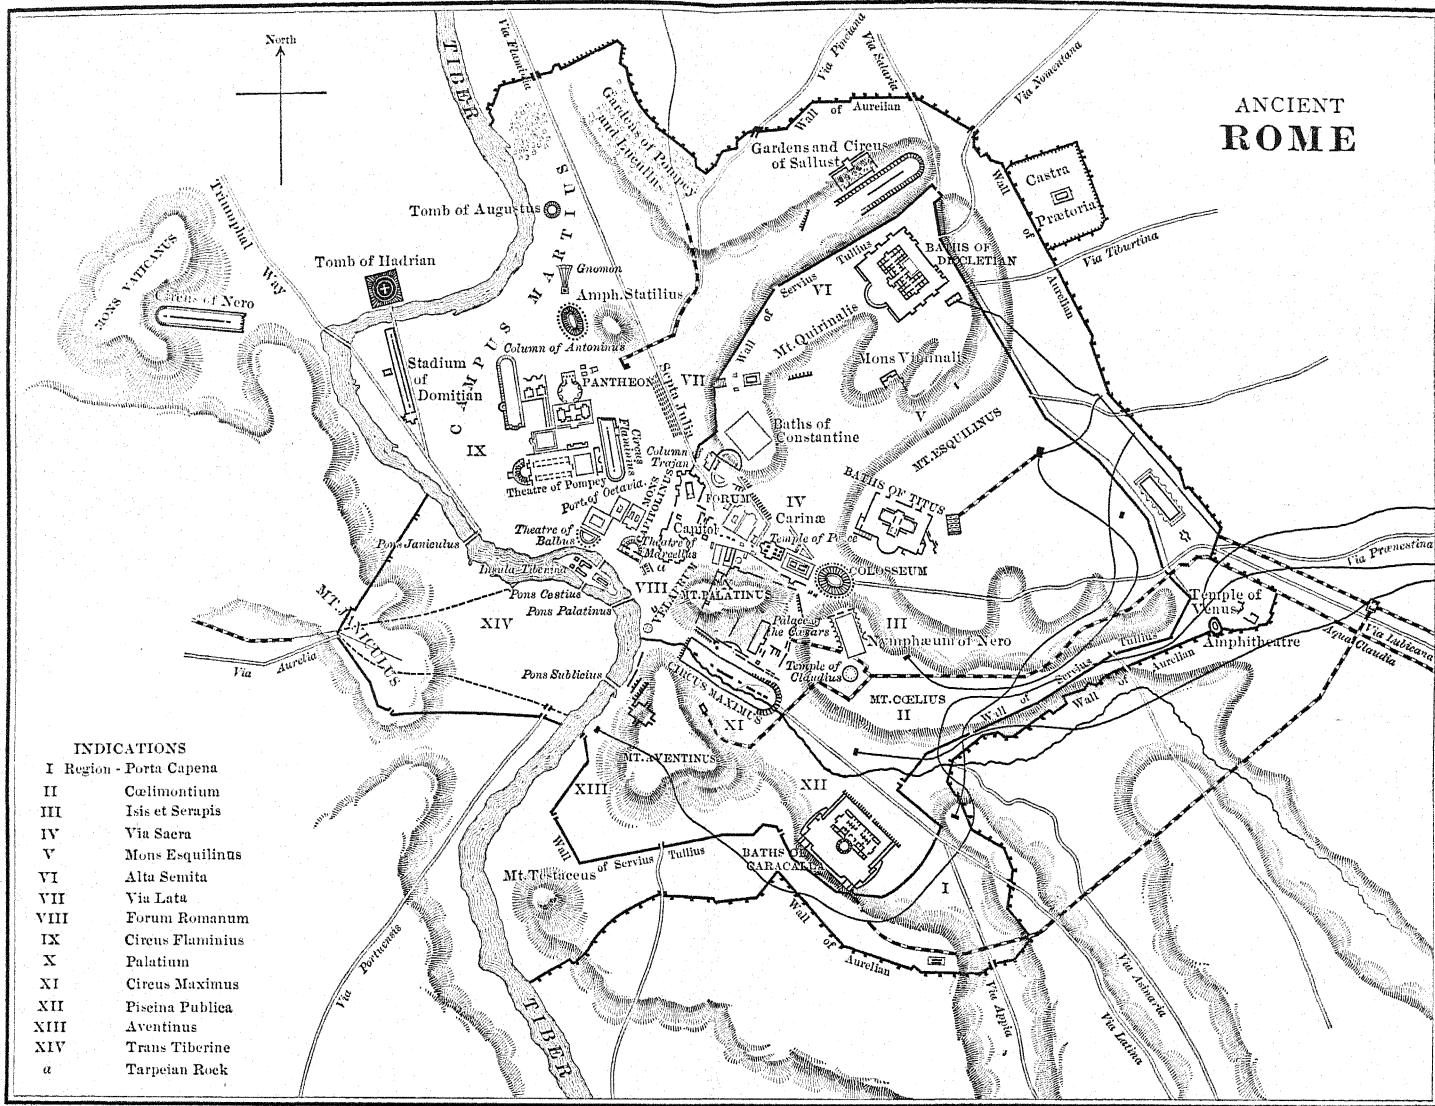 North
TIBER
Via Flaminia
Via Pinciana
Via Salaria
Via Nomentana
ANCIENT
ROME
Wall of Aurelian
Gardens of Pompey
and Lucullus
Gardens and Circus
of Sallust
Castra
Prætoria
Wall of Aurelian
Via Tiburtina
Triumphal Way
Tomb of Augustus
CAMPUS MARTIUS
MONS VATICANUS
Circus of Nero
Tomb of Hadrian
Gnomon
Amph. Statilius
Column of Antoninus
Stadium
of
Domitian
PANTHEON
Septa Julia
VII
Wall of Servius Tullius
VI
BATHS OF
DIOCLETIAN
Mt. Quirinalis
Mons Viminalis
V
MT. ESQUILINUS
Baths of
Constantine
IX
Circus
Flaminius
Column
Trajan
Theatre of Pompey
Port. of Octavia.
MONS
CAPITOLINUS
FORUM
IV
Carinæ
BATHS OF TITUS
Capitol
Temple of Peace
Theatre of
Balbus
Theatre of
Marcellus
a
Pons Janiculus
Insula-Tiberina
Pons Cestius
Pons Palatinus
VIII
VELABRUM
MT. PALATINUS
COLOSSEUM
Via Prænestina
Temple of
Venus
Amphitheatre
Via Lubicana
Aqua Claudia
MT. JANICULUS
XIV
Via Aurelia
Palace of
the Cæsars
III
Nymphæum of Nero
Temple of
Claudius
CIRCUS MAXIMUS
MT. CŒLIUS
II
Wall of Servius Tullius
Wall of Aurelian
Pons Sublicius
XI
MT. AVENTINUS
XIII
XII
Wall of Servius Tullius
BATHS OF
CARACALLA
Mt. Testaceus
I
Wall of Aurelian
Via Portuensis
TIBER
Via Appia
Via Latina
Via Asinaria
INDICATIONS
I Region - Porta Capena
II Cœlimontium
III Isis et Serapis
IV Via Sacra
V Mons Esquilinus
VI Alta Semita
VII Via Lata
VIII Forum Romanum
IX Circus Flaminius
X Palatium
XI Circus Maximus
XII Piscina Publica
XIII Aventinus
XIV Trans Tiberine
a Tarpeian Rock